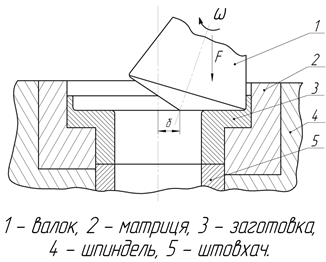 ω
F
1
2
3
4
5
δ
1 – валок, 2 – матриця, 3 – заготовка,
4 – шпиндель, 5 – штовхач.